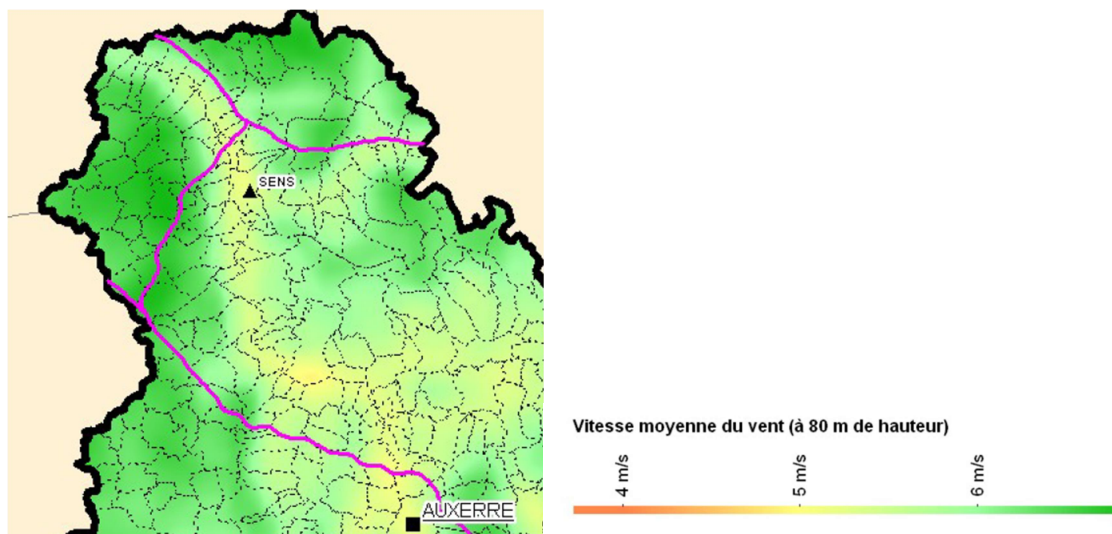 SENS
AUXERRE
Vitesse moyenne du vent (à 80 m de hauteur)
4 m/s
5 m/s
6 m/s